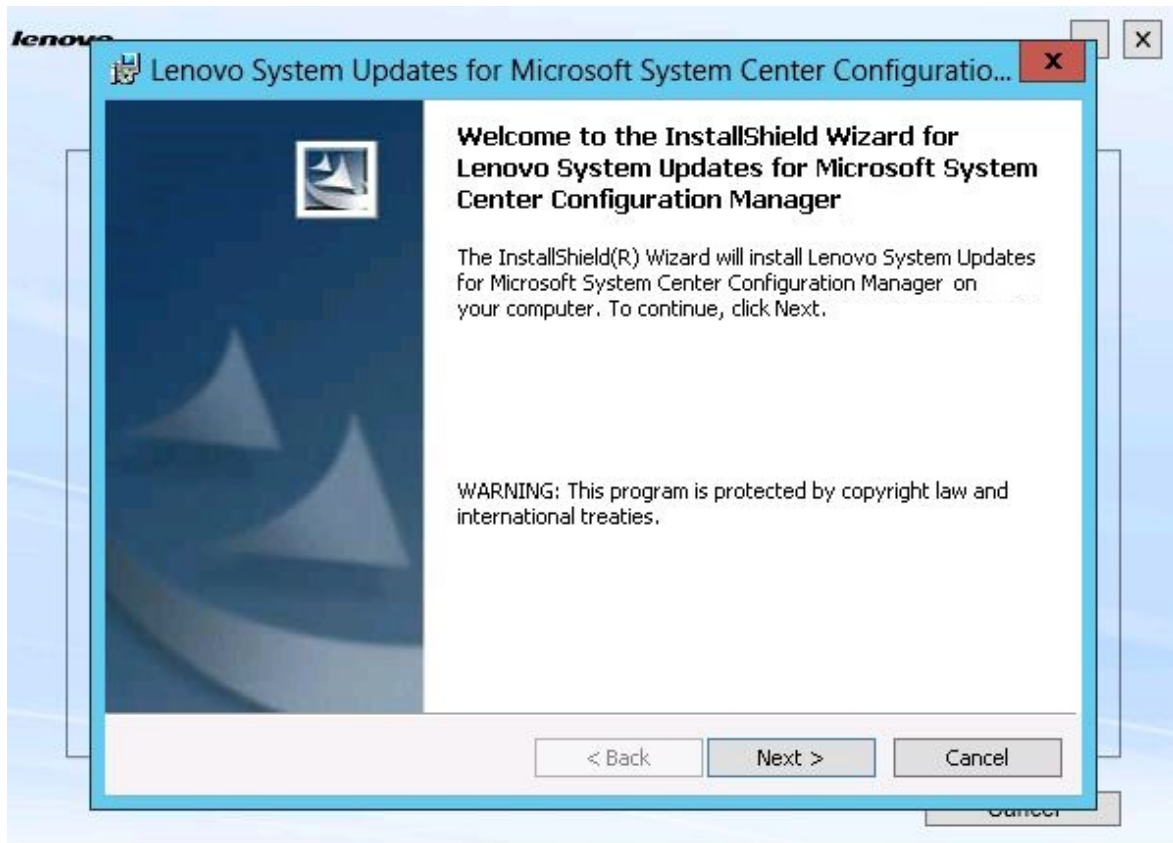 lenovo
Lenovo System Updates for Microsoft System Center Configuratio...
Welcome to the InstallShield Wizard for
Lenovo System Updates for Microsoft System
Center Configuration Manager
The InstallShield(R) Wizard will install Lenovo System Updates
for Microsoft System Center Configuration Manager on
your computer. To continue, click Next.
WARNING: This program is protected by copyright law and
international treaties.
< Back
Next >
Cancel
Cancel